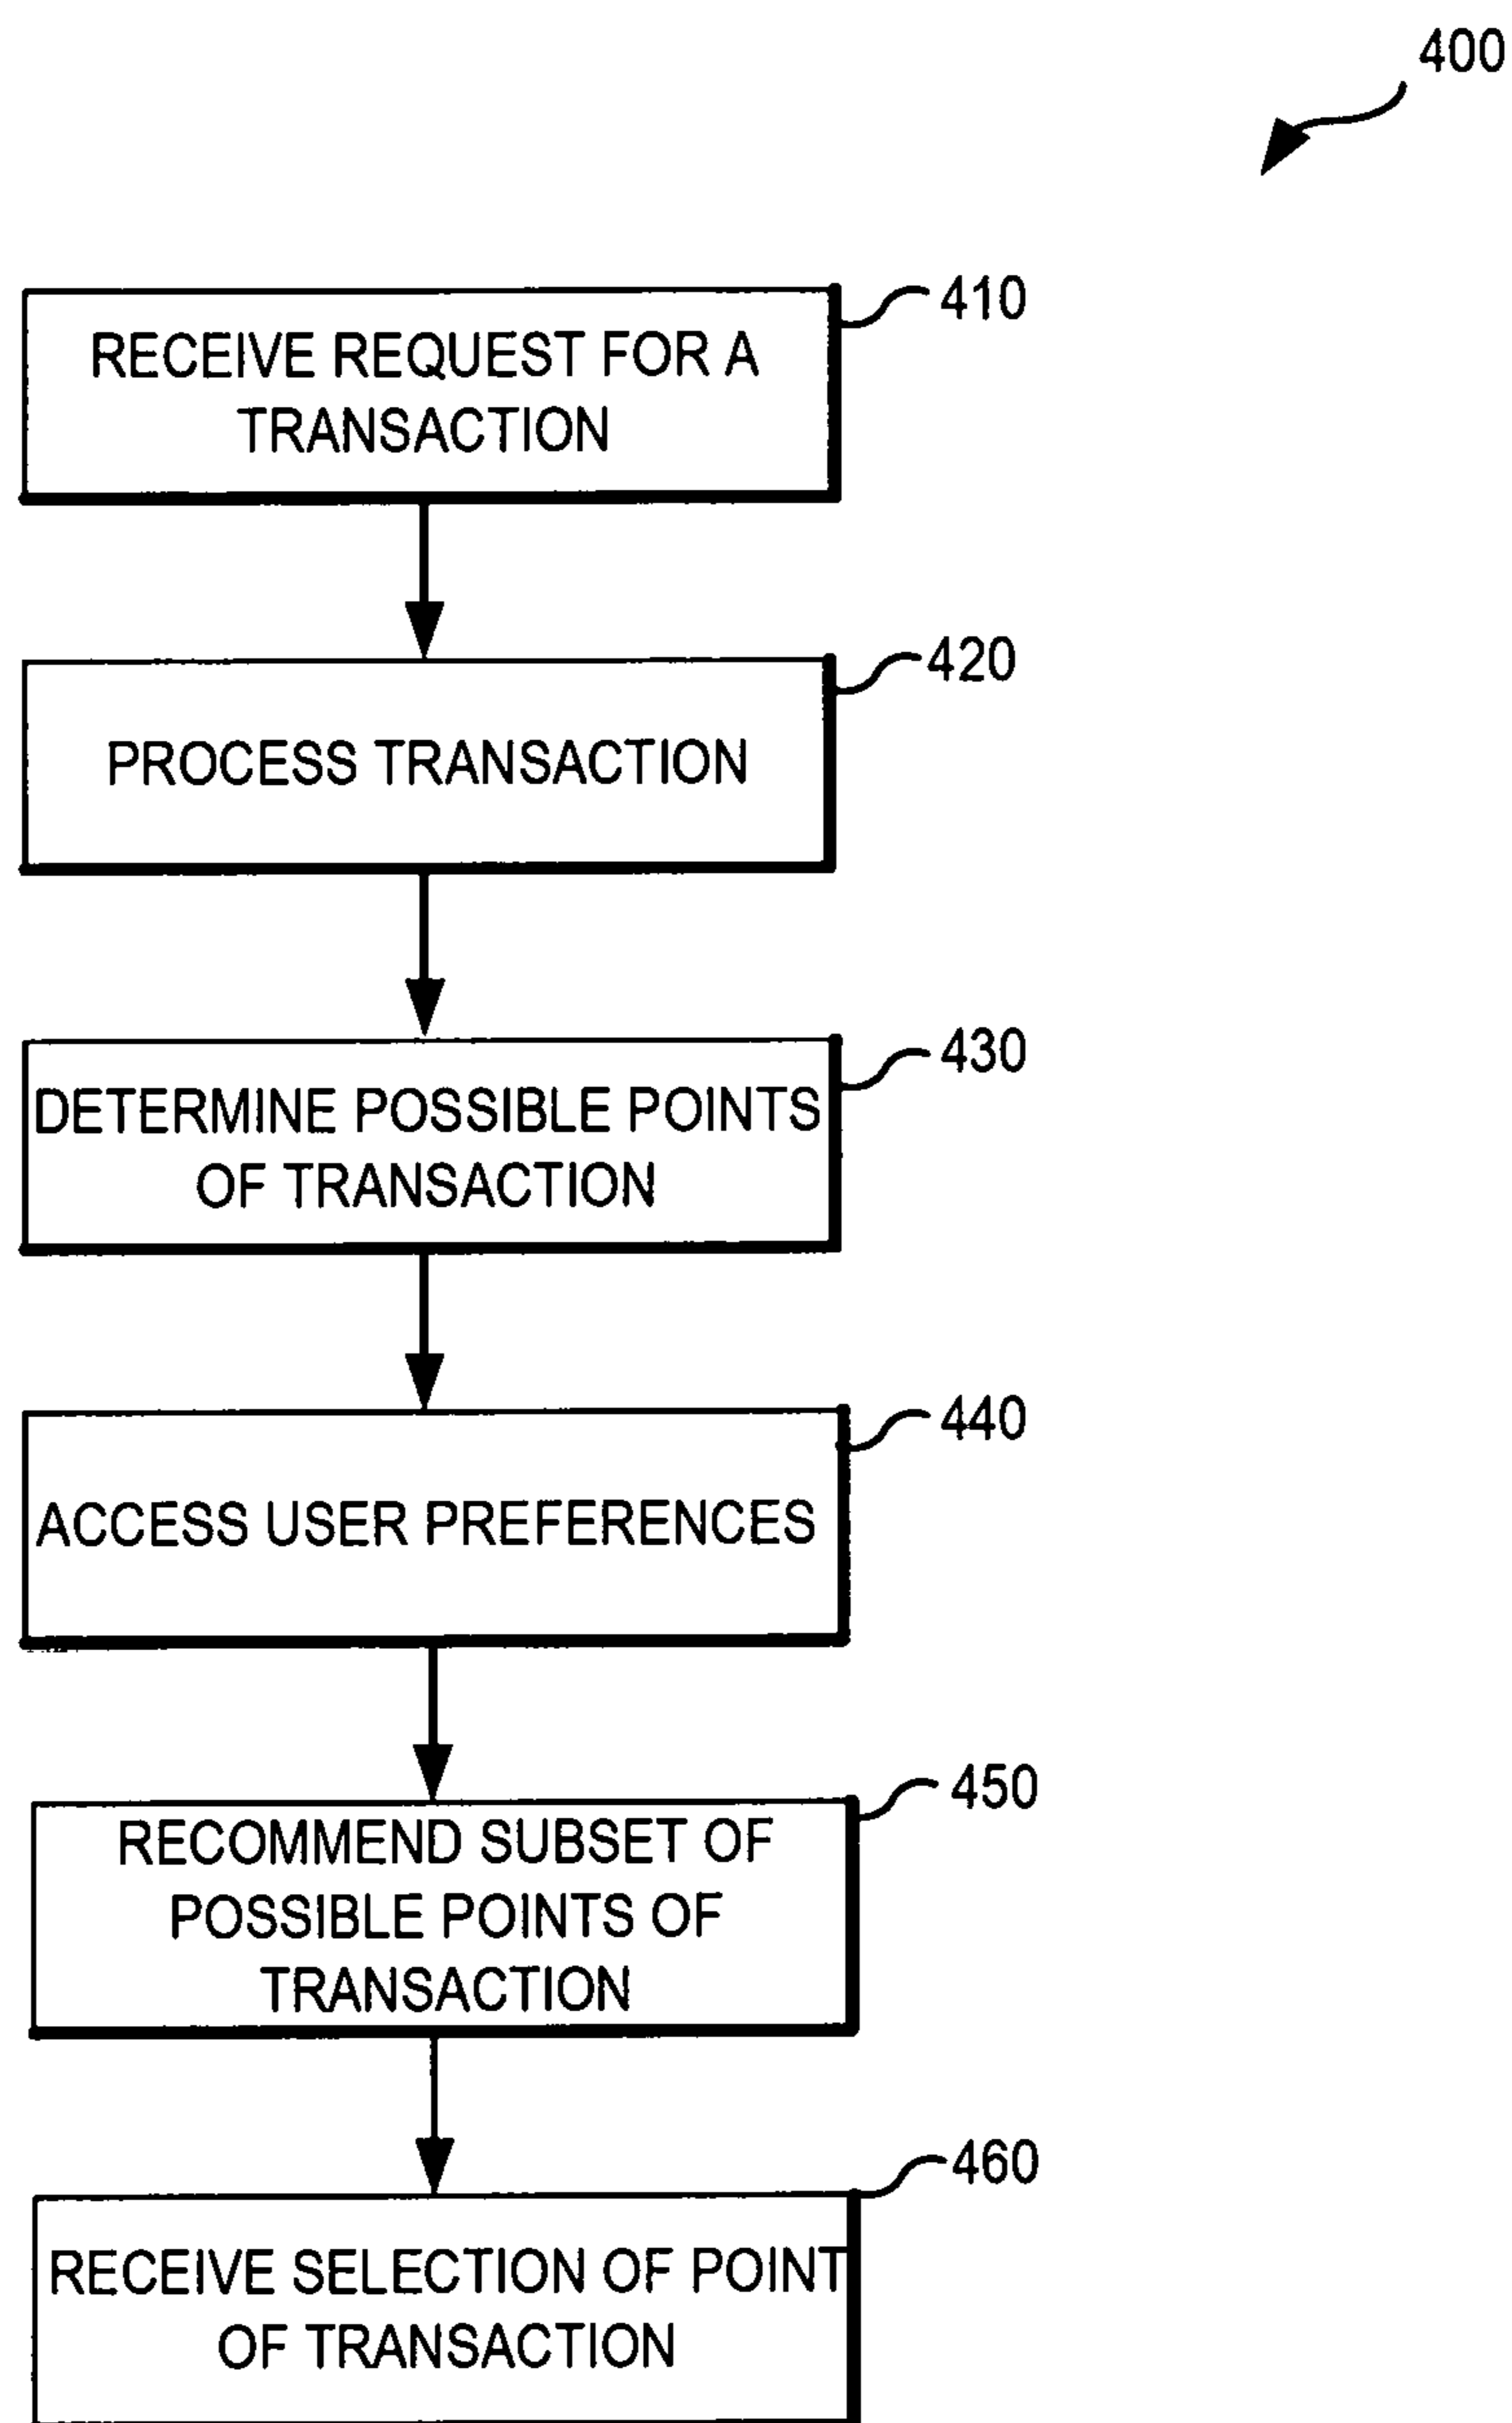 400
RECEIVE REQUEST FOR A
TRANSACTION
410
PROCESS TRANSACTION
420
DETERMINE POSSIBLE POINTS
OF TRANSACTION
430
ACCESS USER PREFERENCES
440
RECOMMEND SUBSET OF
POSSIBLE POINTS OF
TRANSACTION
450
RECEIVE SELECTION OF POINT
OF TRANSACTION
460